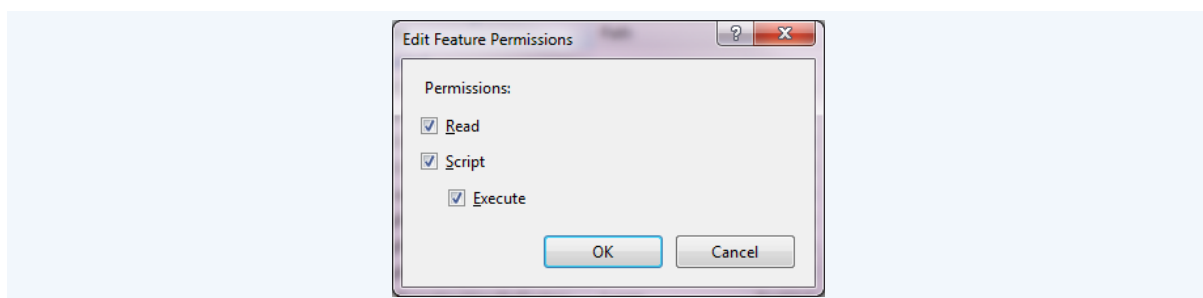 Edit Feature Permissions
Permissions:
Read
Script
Execute
OK Cancel